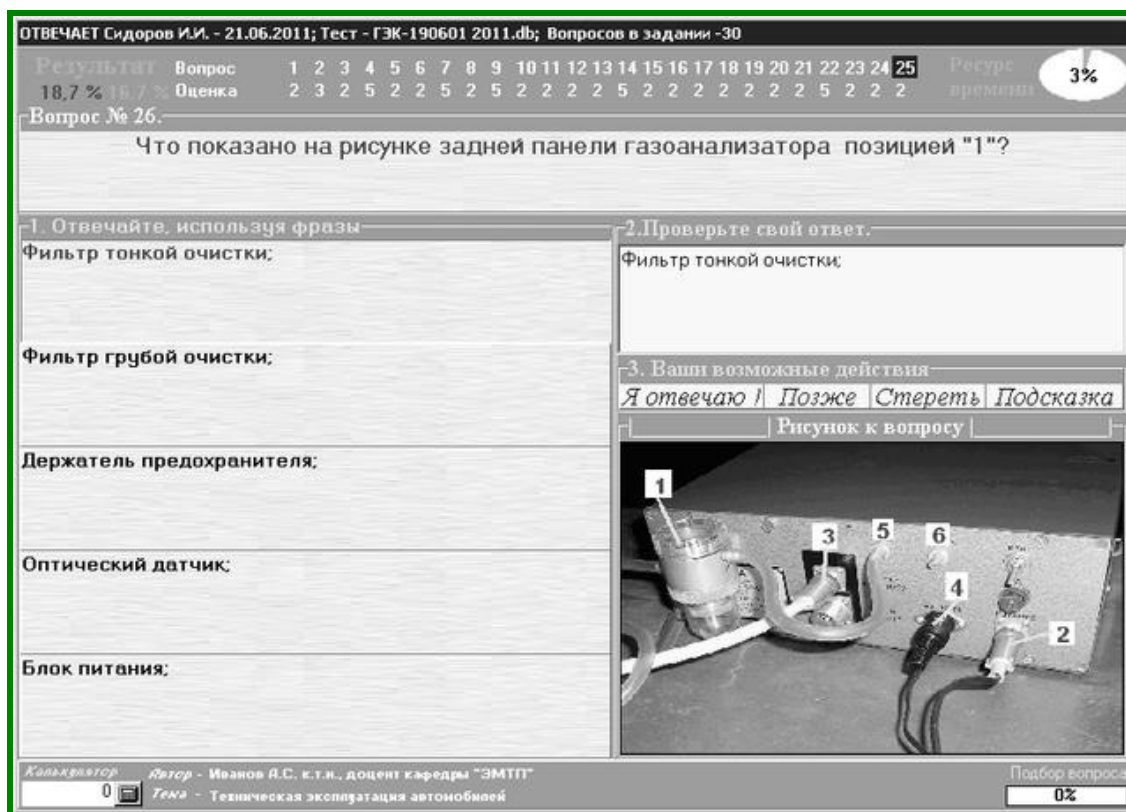 ОТВЕЧАЕТ Сидоров И.И. - 21.06.2011; Тест - ГЭК-190601 2011.db; Вопросов в задании -30
Результат Вопрос 1 2 3 4 5 6 7 8 9 10 11 12 13 14 15 16 17 18 19 20 21 22 23 24 25 Ресурс
18,7 % 16.7 % Оценка 2 3 2 5 2 2 5 2 5 2 2 2 2 5 2 2 2 2 2 2 2 5 2 2 2 времени 3%
Вопрос № 26.
Что показано на рисунке задней панели газоанализатора позицией "1"?
1. Отвечайте, используя фразы
Фильтр тонкой очистки;
Фильтр грубой очистки;
Держатель предохранителя;
Оптический датчик;
Блок питания;
2.Проверьте свой ответ.
Фильтр тонкой очистки;
3. Ваши возможные действия
Я отвечаю ! Позже Стереть Подсказка
Рисунок к вопросу
1
3
5
6
4
2
Калькулятор Автор - Иванов А.С. к.т.н., доцент кафедры "ЭМТП"
0 Тема - Техническая эксплуатация автомобилей
Подбор вопроса
0%